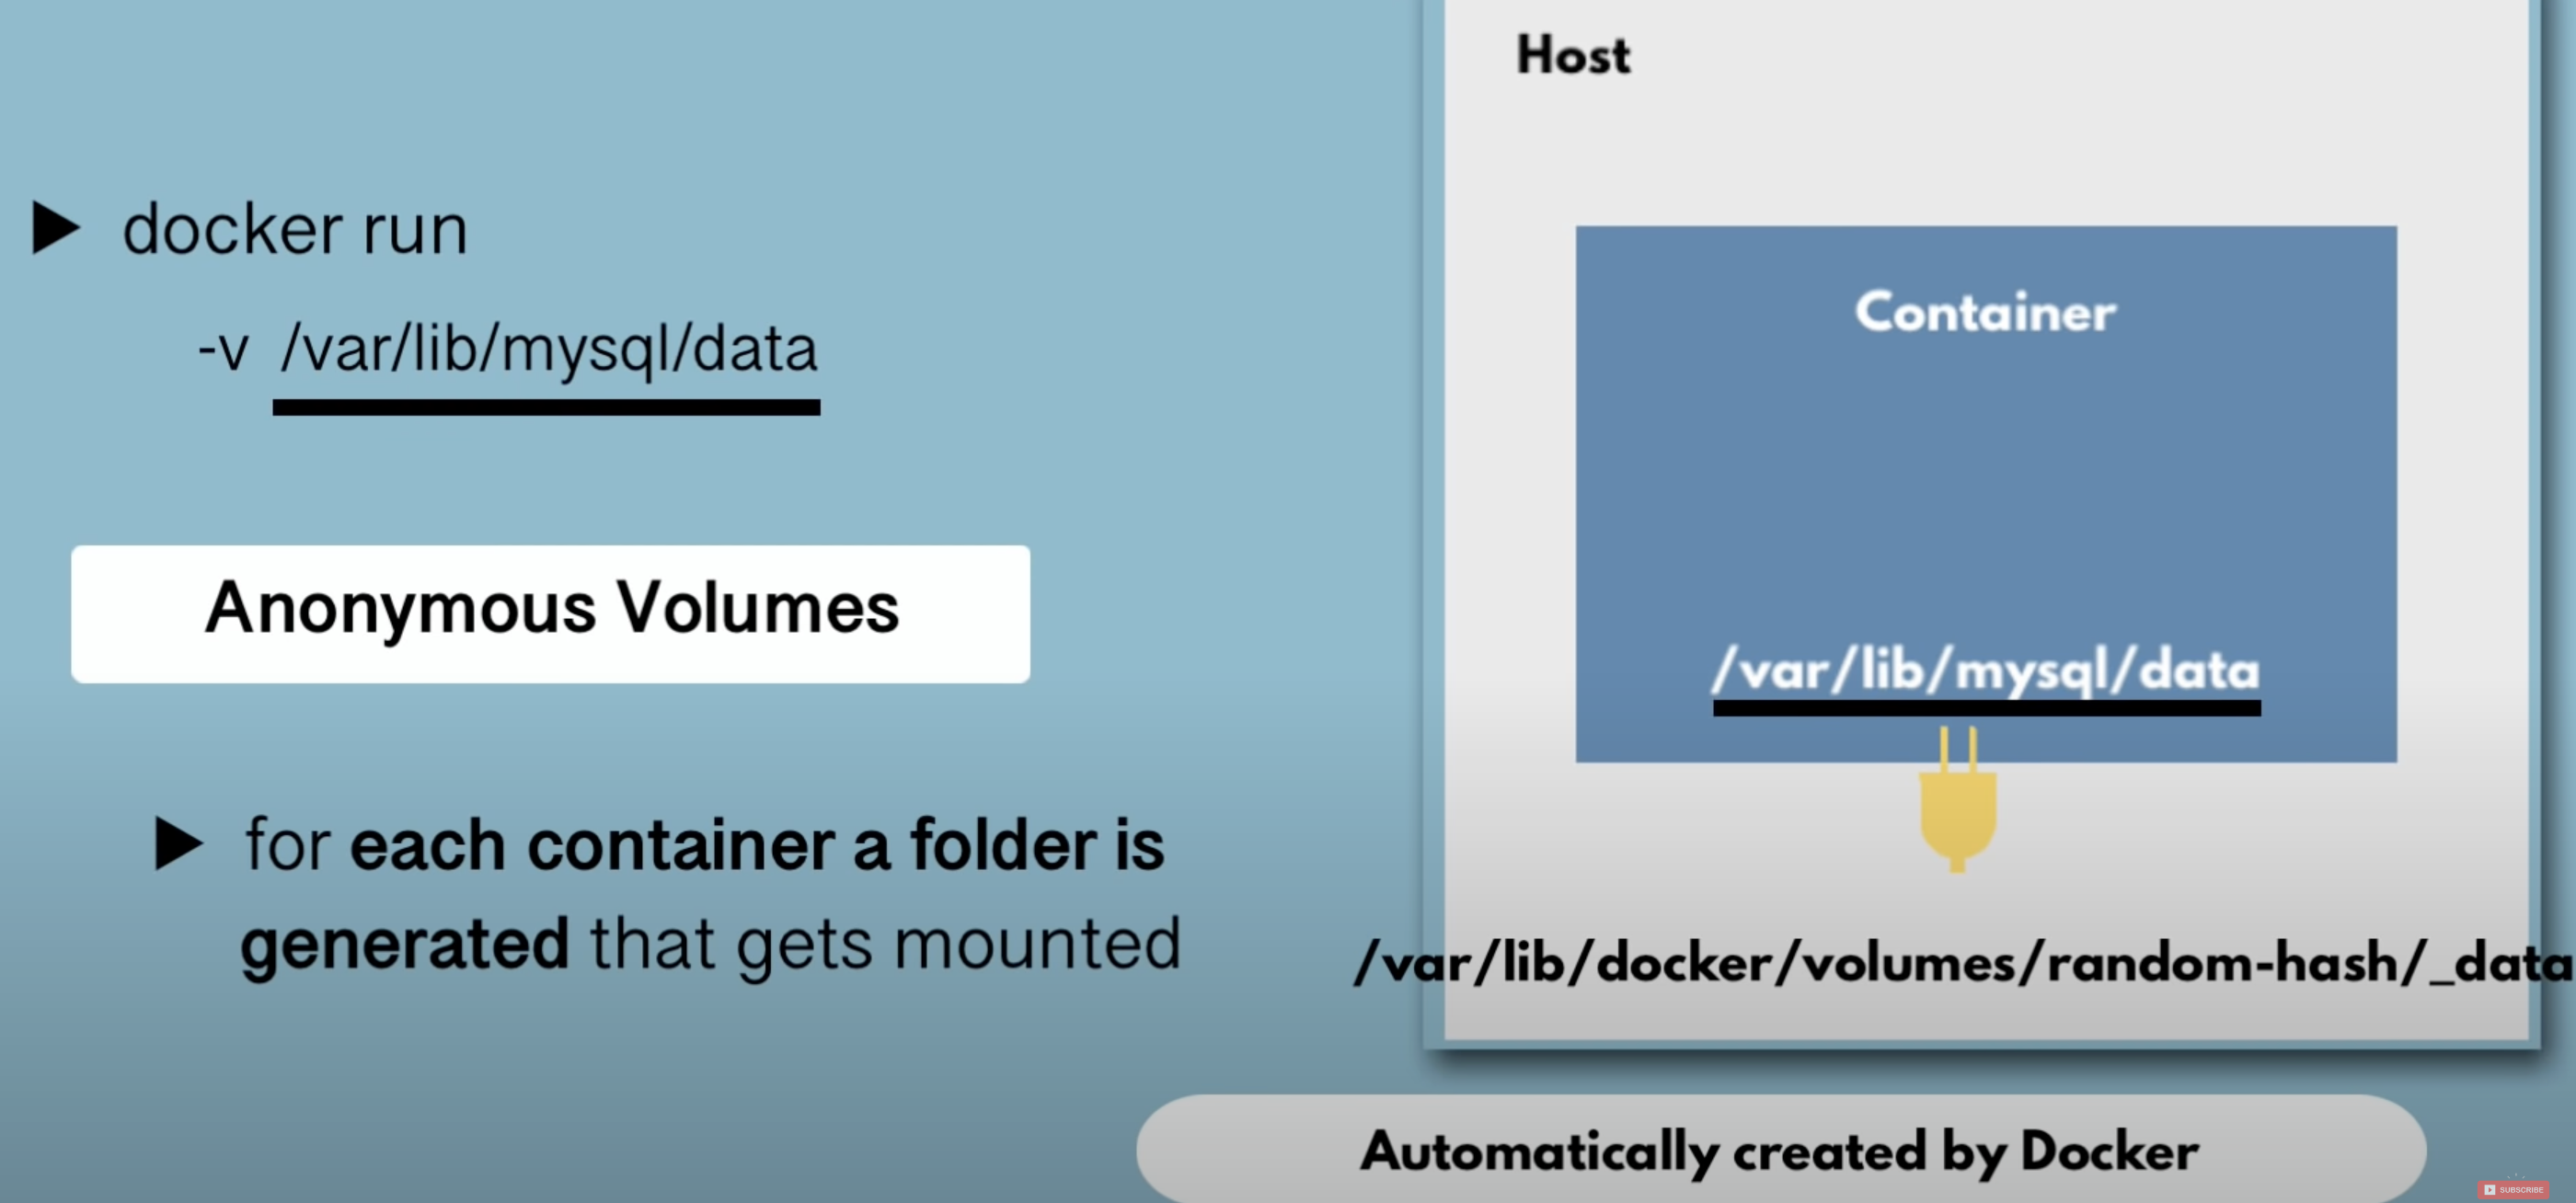 docker run
-v /var/lib/mysql/data
Anonymous Volumes
for each container a folder is
generated that gets mounted
Host
Container
/var/lib/mysql/data
/var/lib/docker/volumes/random-hash/_data
Automatically created by Docker
SUBSCRIBE